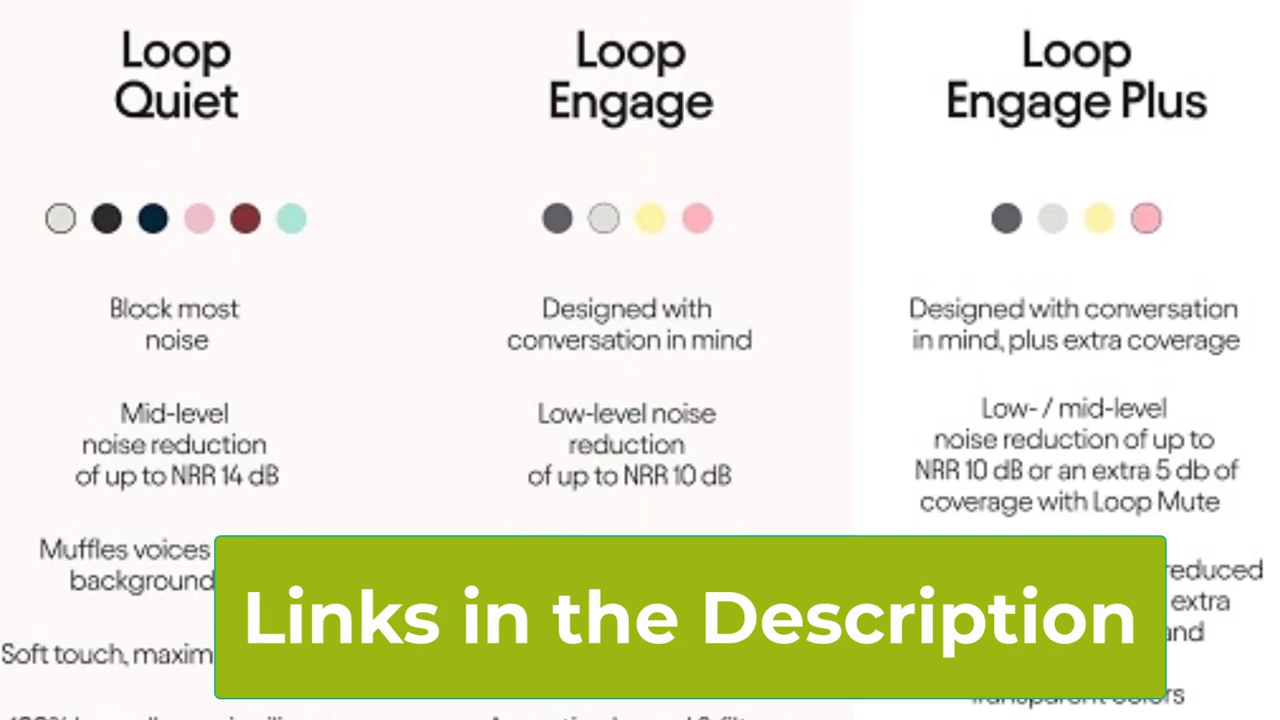 Loop
Quiet
Block most
noise
Mid-level
noise reduction
of up to NRR 14 dB
Muffles voices
background
Soft touch,
Loop
Engage
Designed with
conversation in mind
Low-level noise
reduction
of up to NRR 10 dB
Loop
Engage Plus
Designed with conversation
in mind, plus extra coverage
Low- / mid-level
noise reduction of up to
NRR 10 dB or an extra 5 db of
coverage with Loop Mute
reduced
extra
and
colors
Links in the Description